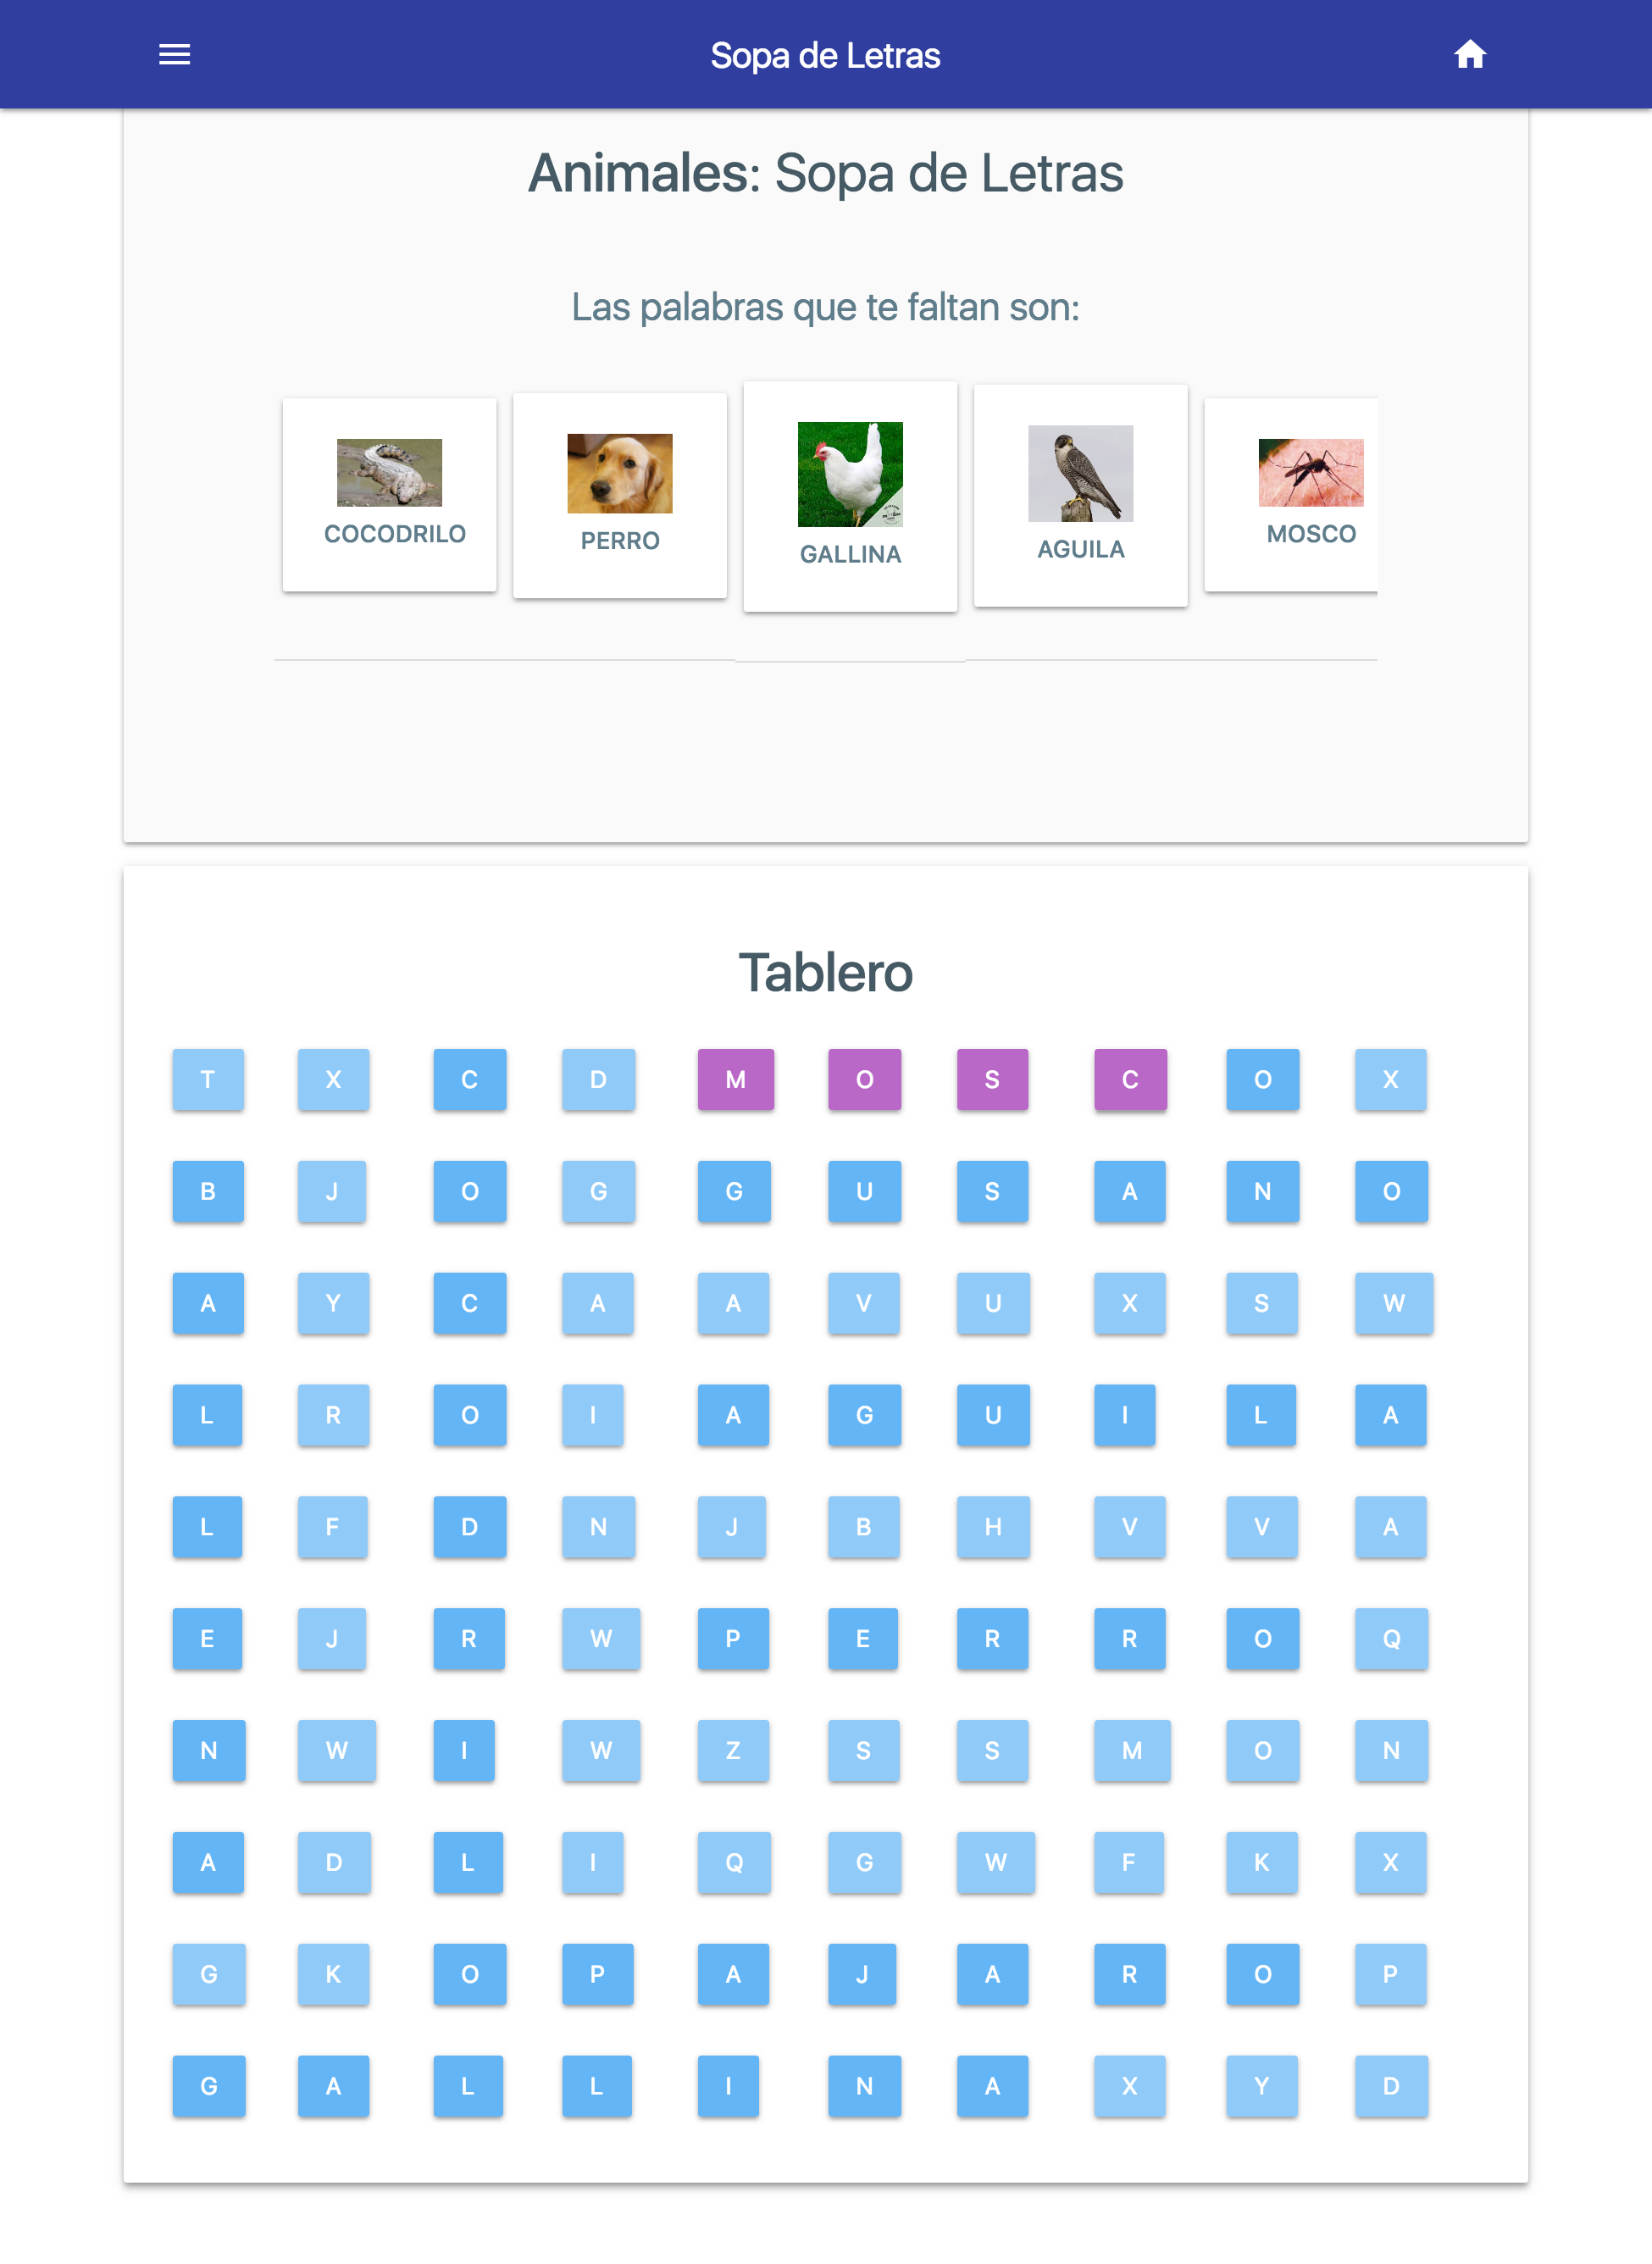 Sopa de Letras
Animales: Sopa de Letras
Las palabras que te faltan son:
COCODRILO PERRO GALLINA AGUILA MOSCO
Tablero
T X C D M O S C O X
B J O G G U S A N O
A Y C A A V U X S W
L R O I A G U I L A
L F D N J B H V V A
E J R W P E R R O Q
N W I W Z S S M O N
A D L I Q G W F K X
G K O P A J A R O P
G A L L I N A X Y D